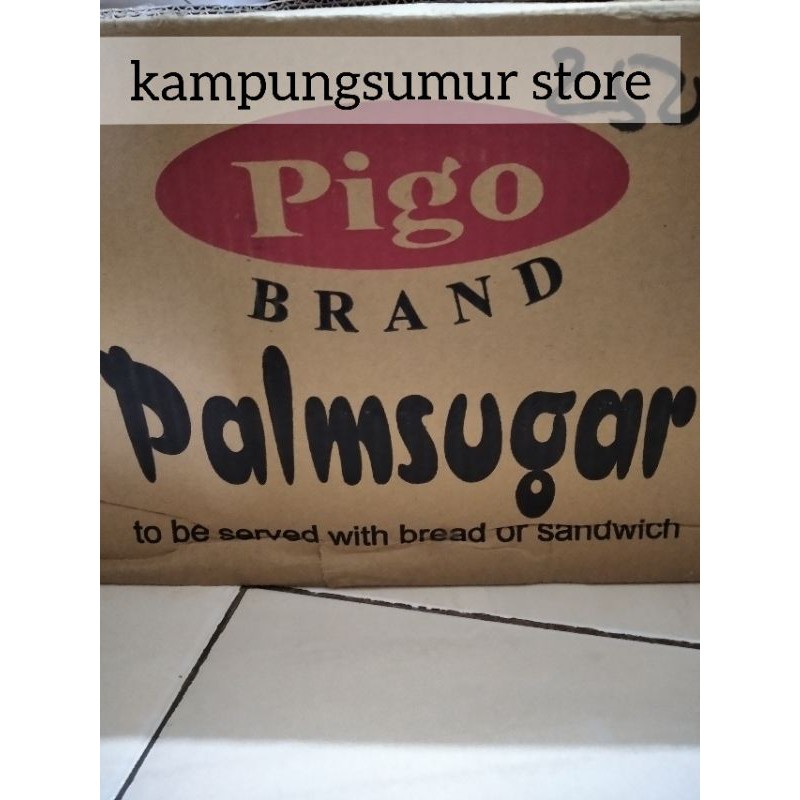 kampungsumur store
Pigo
BRAND
Palmsugar
to be served with bread or sandwich